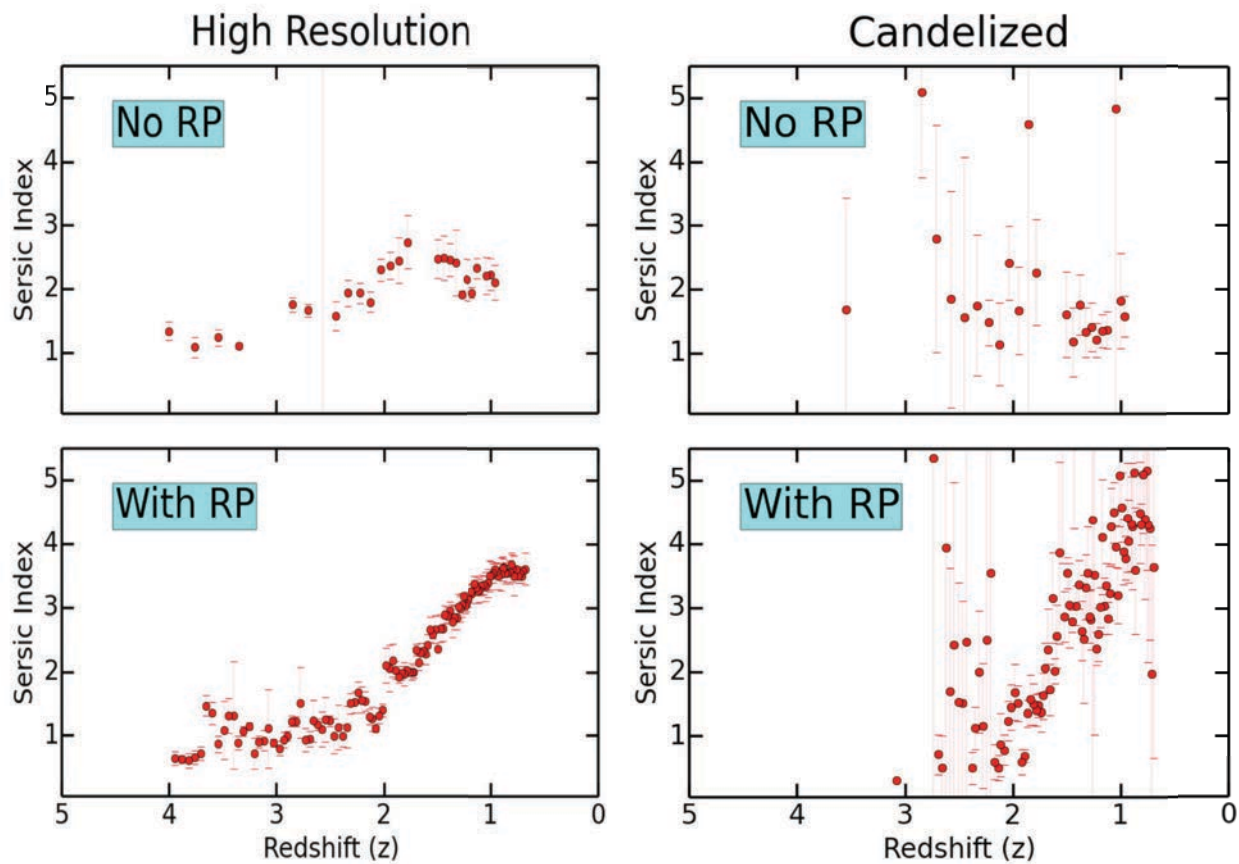 High Resolution
Candelized
5
4
3
2
1
Sersic Index
No RP
5
4
3
2
1
Sersic Index
No RP
5
4
3
2
1
Sersic Index
With RP
5 4 3 2 1 0
Redshift (z)
5
4
3
2
1
Sersic Index
With RP
5 4 3 2 1 0
Redshift (z)